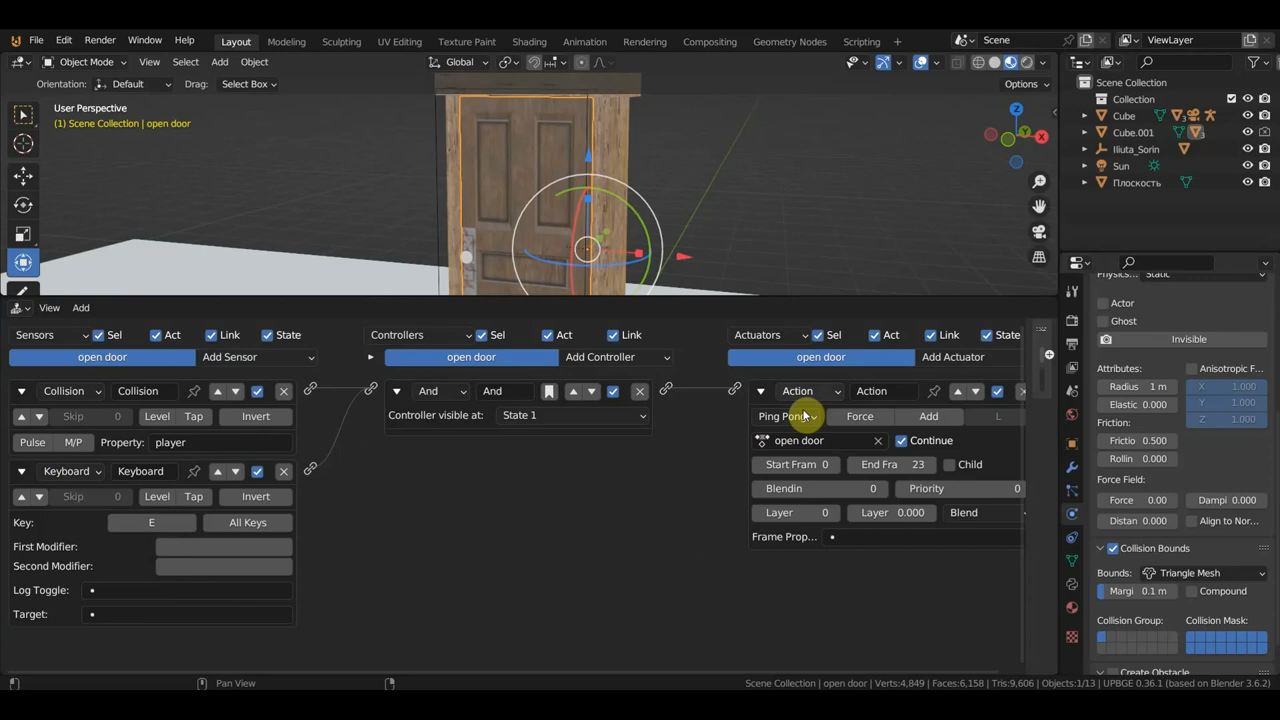 File Edit Render Window Help Layout Modeling Sculpting UV Editing Texture Paint Shading Animation Rendering Compositing Geometry Nodes Scripting + Scene ViewLayer
Object Mode View Select Add Object Global Options
Orientation: Default Drag: Select Box
User Perspective
(1) Scene Collection | open door
Z
Y
X
Scene Collection
Collection
Cube
3
Cube.001
3
Iliuta_Sorin
Sun
Плоскость
Physics... Static
Actor
Ghost
Invisible
Attributes:
Anisotropic F...
Radius 1 m
X 1.000
Elastic 0.000
Y 1.000
Friction:
Z 1.000
Frictio 0.500
Rollin 0.000
Force Field:
Force 0.00
Dampi 0.000
Distan 0.000
Align to Nor...
Collision Bounds
Bounds: Triangle Mesh
Margi 0.1 m
Compound
Collision Group:
Collision Mask:
Create Obstacle
View Add
Sensors Sel Act Link State
open door Add Sensor
Collision Collision
Skip 0 Level Tap Invert
Pulse M/P Property: player
Keyboard Keyboard
Skip 0 Level Tap Invert
Key: E All Keys
First Modifier:
Second Modifier:
Log Toggle:
Target:
Controllers Sel Act Link
open door Add Controller
And And
Controller visible at: State 1
Actuators Sel Act Link State
open door Add Actuator
Action Action
Ping Pong Force Add L
open door Continue
Start Fram 0 End Fra 23 Child
Blendin 0 Priority 0
Layer 0 Layer 0.000 Blend
Frame Prop...
Pan View
Scene Collection | open door | Verts:4,849 | Faces:6,158 | Tris:9,606 | Objects:1/13 | UPBGE 0.36.1 (based on Blender 3.6.2)